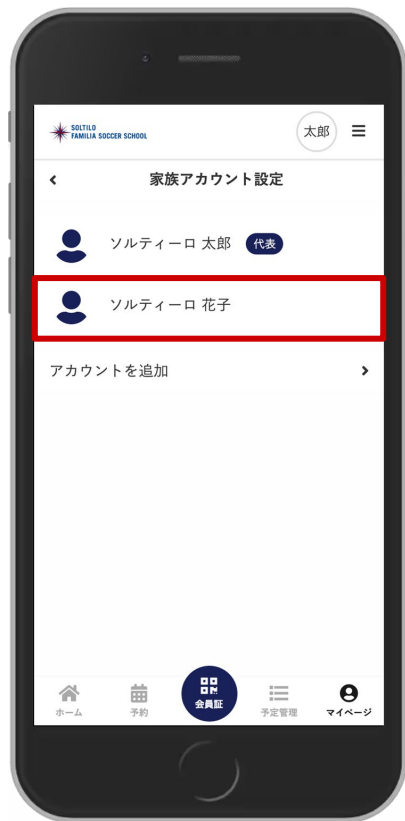 SOLTILO
FAMILIA SOCCER SCHOOL
太郎
家族アカウント設定
ソルティーロ 太郎 代表
ソルティーロ 花子
アカウントを追加
ホーム
予約
会員証
予定管理
マイページ